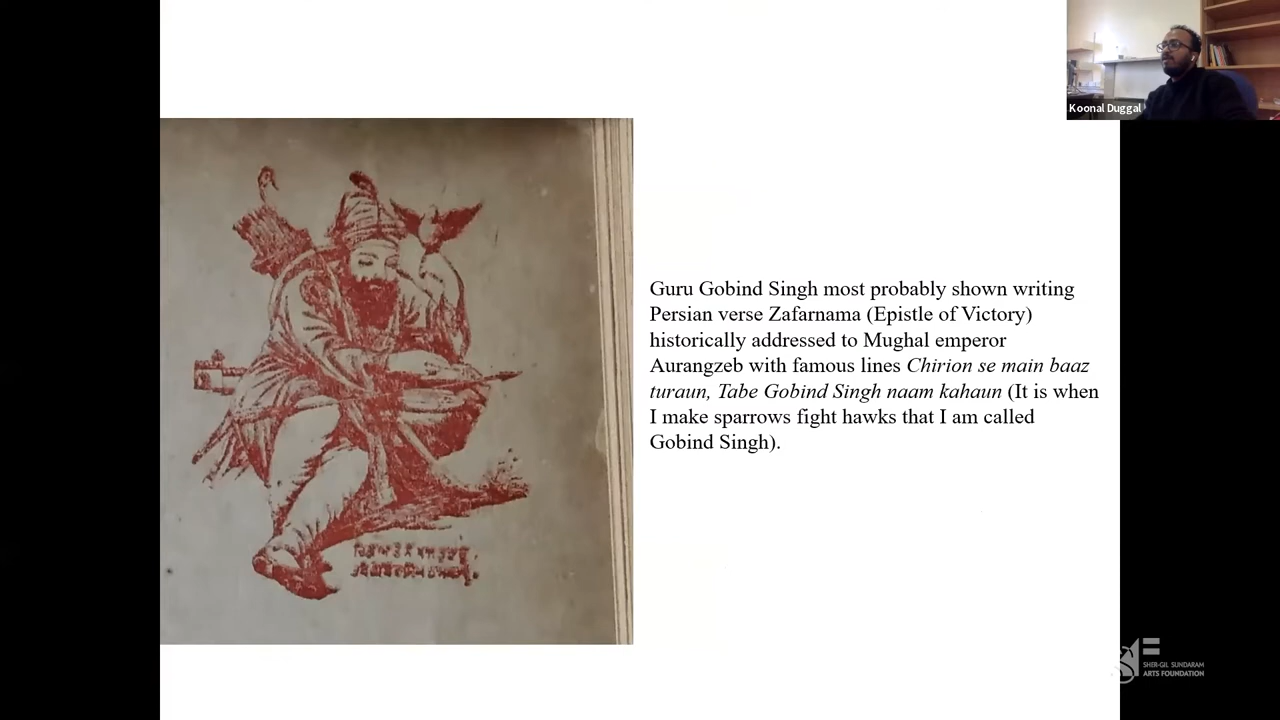 Koonal Duggal
Guru Gobind Singh most probably shown writing
Persian verse Zafarnama (Epistle of Victory)
historically addressed to Mughal emperor
Aurangzeb with famous lines Chirion se main baaz
turaun, Tabe Gobind Singh naam kahaun (It is when
I make sparrows fight hawks that I am called
Gobind Singh).
SHER-GIL SUNDARAM
ARTS FOUNDATION